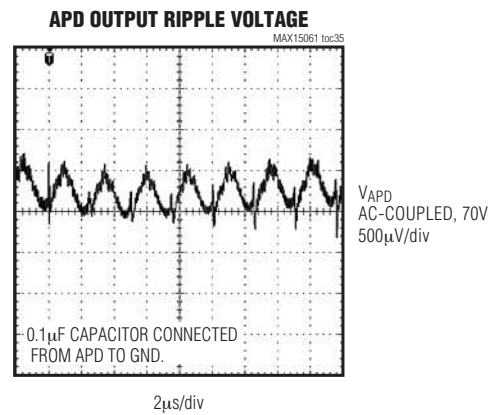 APD OUTPUT RIPPLE VOLTAGE
MAX15061 toc35
VAPD
AC-COUPLED, 70V
500μV/div
0.1μF CAPACITOR CONNECTED
FROM APD TO GND.
2μs/div